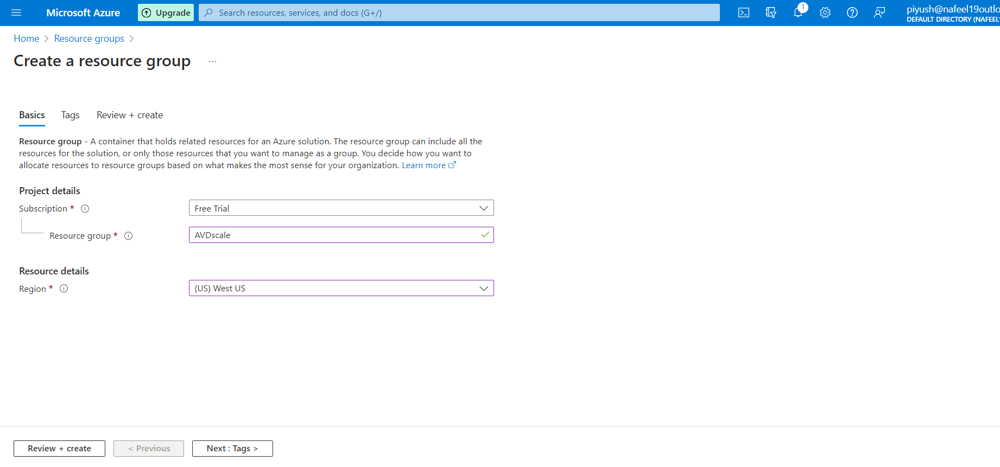 Microsoft Azure
Upgrade
Search resources, services, and docs (G+/)
1
piyush@nafeel19outlo
DEFAULT DIRECTORY (NAFEEL1
Home > Resource groups >
Create a resource group ...
Basics Tags Review + create
Resource group - A container that holds related resources for an Azure solution. The resource group can include all the
resources for the solution, or only those resources that you want to manage as a group. You decide how you want to
allocate resources to resource groups based on what makes the most sense for your organization. Learn more
Project details
Subscription * Free Trial
Resource group * AVDscale
Resource details
Region * (US) West US
Review + create < Previous Next : Tags >